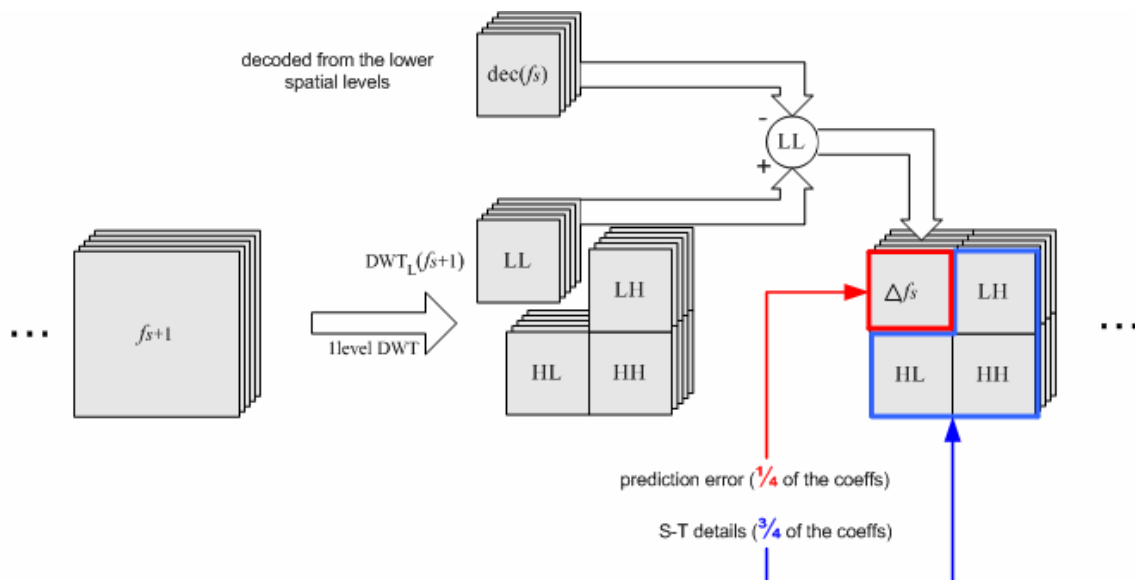 decoded from the lower
spatial levels
dec(fs)
-
LL
+
DWT_L(fs+1)
LL
LH
Δfs
LH
...
fs+1
...
1level DWT
HL
HH
HL
HH
prediction error (¼ of the coeffs)
S-T details (¾ of the coeffs)